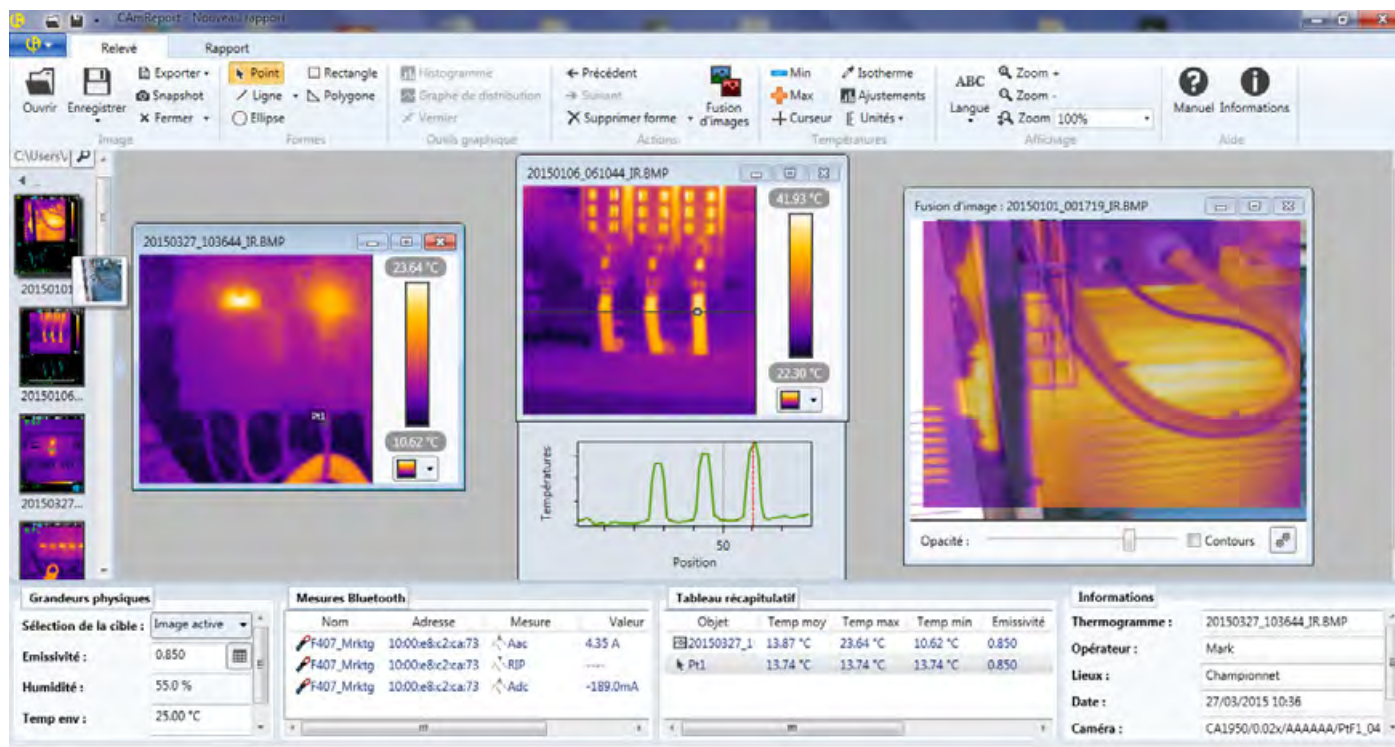 CAmReport - Nouveau rapport
Relevé Rapport
Ouvrir Enregistrer
Exporter
Snapshot
Fermer
Image
Point Rectangle
Ligne Polygone
Ellipse
Formes
Histogramme
Graphe de distribution
Vernier
Outils graphique
Précédent
Suivant
Supprimer forme
Fusion d'images
Actions
Min Isotherme
Max Ajustements
Curseur Unités
Températures
ABC
Langue
Zoom +
Zoom -
Zoom 100%
Affichage
Manuel Informations
Aide
C:\Users\
20150101
20150106...
20150327...
20150327_103644_IR.BMP
23.64 °C
Pt1
10.62 °C
20150106_061044_IR.BMP
41.93 °C
22.30 °C
Températures
50
Position
Fusion d'image : 20150101_001719_IR.BMP
Opacité :
Contours
Grandeurs physiques
Sélection de la cible : Image active
Emissivité : 0.850
Humidité : 55.0 %
Temp env : 25.00 °C
Mesures Bluetooth
Nom Adresse Mesure Valeur
F407_Mrktg 10:00:e8:c2:ca:73 Aac 4.35 A
F407_Mrktg 10:00:e8:c2:ca:73 RIP ----
F407_Mrktg 10:00:e8:c2:ca:73 Adc -189.0mA
Tableau récapitulatif
Objet Temp moy Temp max Temp min Emissivité
20150327_1 13.87 °C 23.64 °C 10.62 °C 0.850
Pt1 13.74 °C 13.74 °C 13.74 °C 0.850
Informations
Thermogramme : 20150327_103644_IR.BMP
Opérateur : Mark
Lieux : Championnet
Date : 27/03/2015 10:36
Caméra : CA1950/0.02x/AAAAAA/PtF1_04